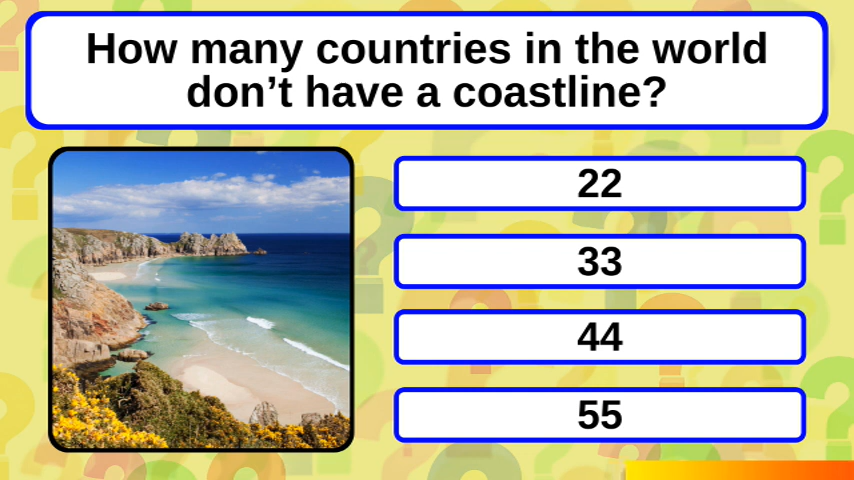 How many countries in the world
don’t have a coastline?
22
33
44
55